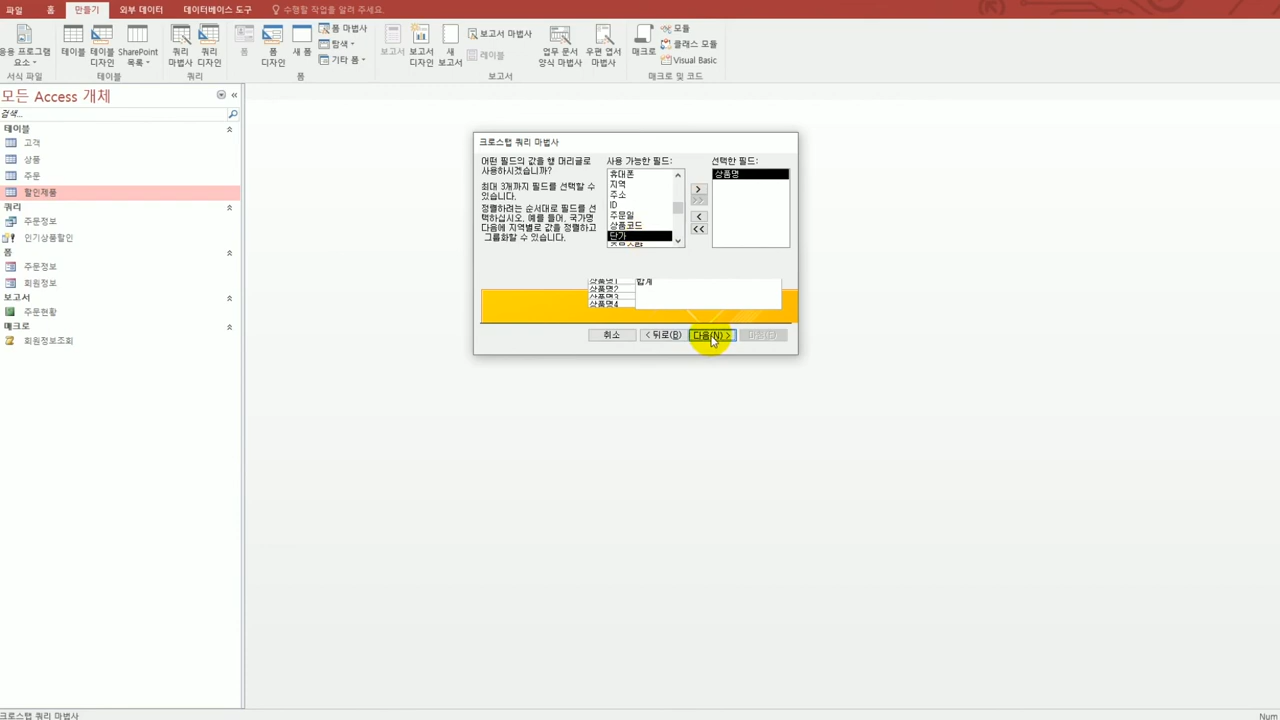 파일 홈 만들기 외부 데이터 데이터베이스 도구 수행할 작업을 알려 주세요.
응용 프로그램 요소
서식 파일
테이블
테이블 디자인
SharePoint 목록
테이블
쿼리 마법사
쿼리 디자인
쿼리
폼
폼 디자인
새 폼
폼 마법사
탐색
기타 폼
폼
보고서
보고서 디자인
새 보고서
보고서 마법사
레이블
업무 문서 양식 마법사
우편 엽서 마법사
보고서
매크로
모듈
클래스 모듈
Visual Basic
매크로 및 코드
모든 Access 개체
검색...
테이블
고객
상품
주문
할인제품
쿼리
주문정보
인기상품할인
폼
주문정보
회원정보
보고서
주문현황
매크로
회원정보조회
크로스탭 쿼리 마법사
어떤 필드의 값을 행 머리글로
사용하시겠습니까?
최대 3개까지 필드를 선택할 수
있습니다.
정렬하려는 순서대로 필드를 선
택하십시오. 예를 들어, 국가명
다음에 지역별로 값을 정렬하고
그룹화할 수 있습니다.
사용 가능한 필드:
휴대폰
지역
주소
ID
주문일
상품코드
단가
선택한 필드:
상품명
> >> < <<
상품명1 합계
상품명2
상품명3
상품명4
취소 < 뒤로(B) 다음(N) >
크로스탭 쿼리 마법사
Num